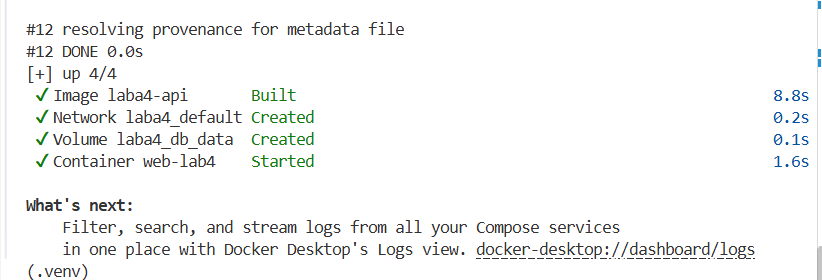 #12 resolving provenance for metadata file
#12 DONE 0.0s
[+] up 4/4
✓ Image laba4-api Built 8.8s
✓ Network laba4_default Created 0.2s
✓ Volume laba4_db_data Created 0.1s
✓ Container web-lab4 Started 1.6s
What's next:
Filter, search, and stream logs from all your Compose services
in one place with Docker Desktop's Logs view. docker-desktop://dashboard/logs
(.venv)